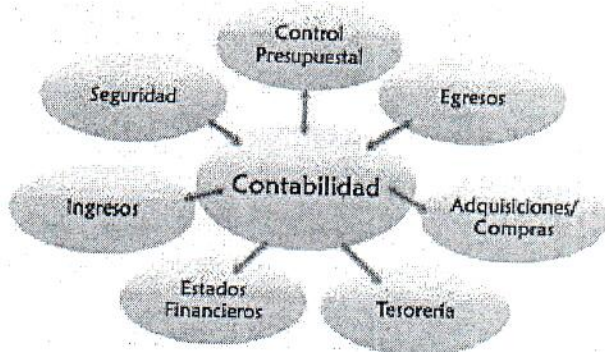 Control
Presupuestal
Seguridad
Egresos
Contabilidad
Ingresos
Adquisiciones/
Compras
Estados
Financieros
Tesorería